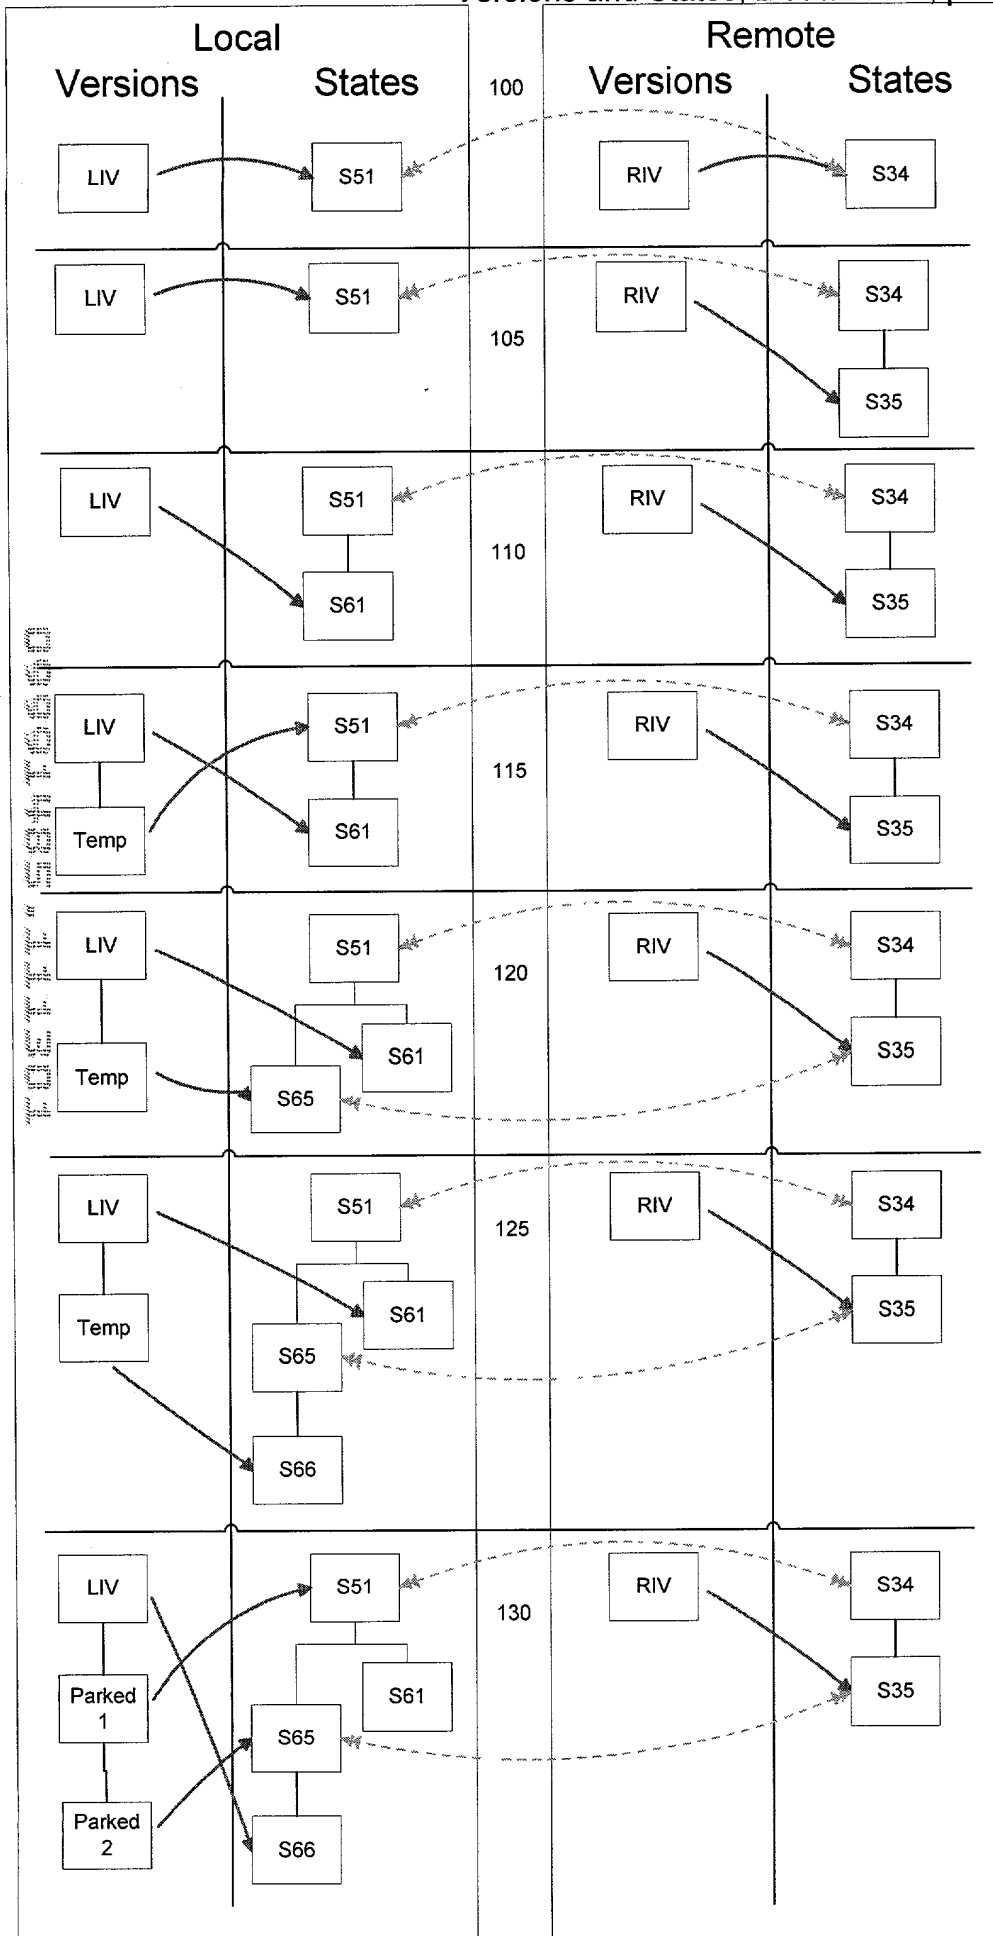 Local
Remote
Versions
States
100
Versions
States
LIV
S51
RIV
S34
LIV
S51
RIV
S34
105
S35
LIV
S51
RIV
S34
110
S61
S35
LIV
S51
RIV
S34
115
Temp
S61
S35
LIV
S51
RIV
S34
120
Temp
S61
S65
S35
LIV
S51
RIV
S34
125
Temp
S61
S35
S65
S66
LIV
S51
RIV
S34
130
Parked
1
S61
S35
S65
Parked
2
S66